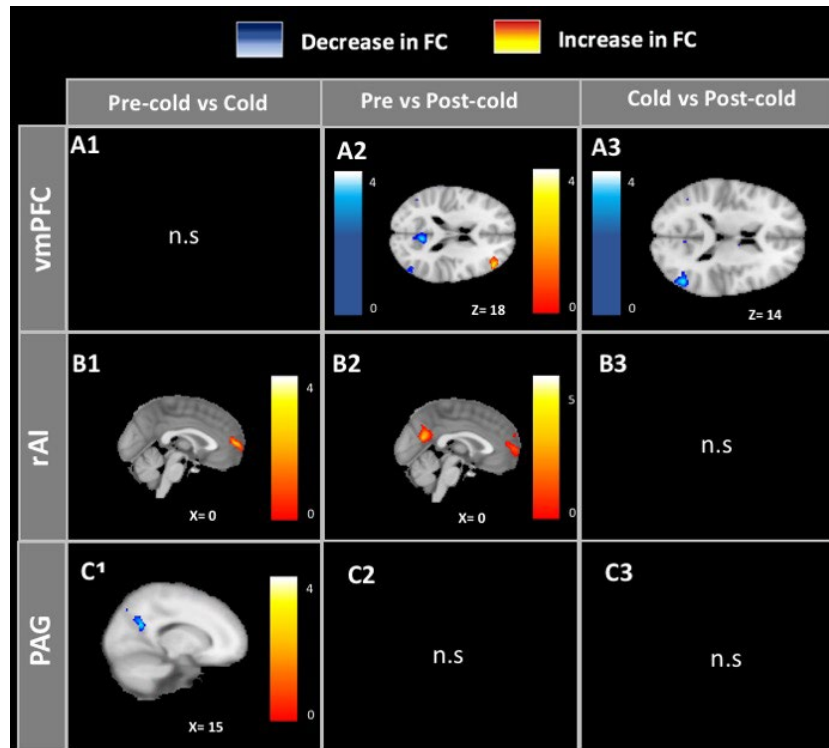 Decrease in FC
Increase in FC
Pre-cold vs Cold
Pre vs Post-cold
Cold vs Post-cold
vmPFC
A1
n.s
A2
4
0
4
0
Z= 18
A3
4
0
Z= 14
rAI
B1
4
0
X= 0
B2
5
0
X= 0
B3
n.s
PAG
C¹
4
0
X= 15
C2
n.s
C3
n.s